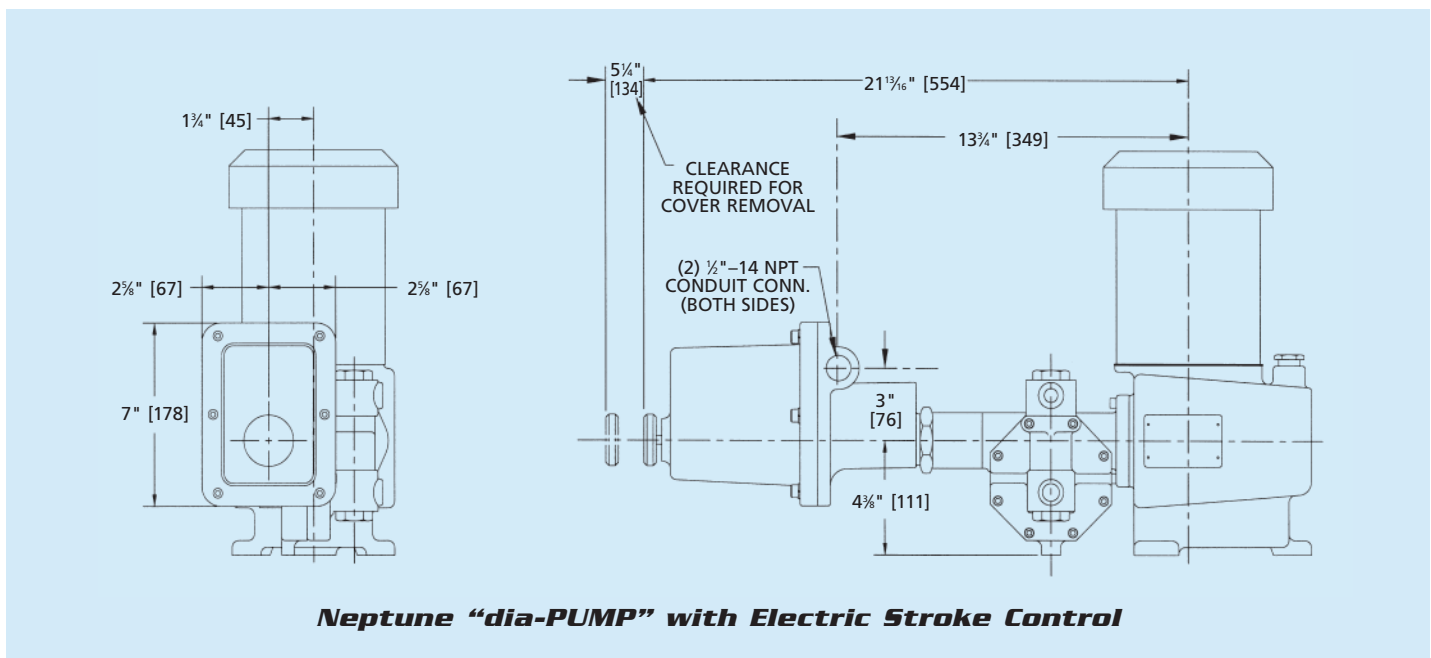 5¼"
[134]
21¹³⁄₁₆" [554]
1¾" [45]
13¾" [349]
CLEARANCE
REQUIRED FOR
COVER REMOVAL
(2) ½"–14 NPT
CONDUIT CONN.
(BOTH SIDES)
2⅝" [67]
2⅝" [67]
7" [178]
3"
[76]
4⅜" [111]
Neptune “dia-PUMP” with Electric Stroke Control